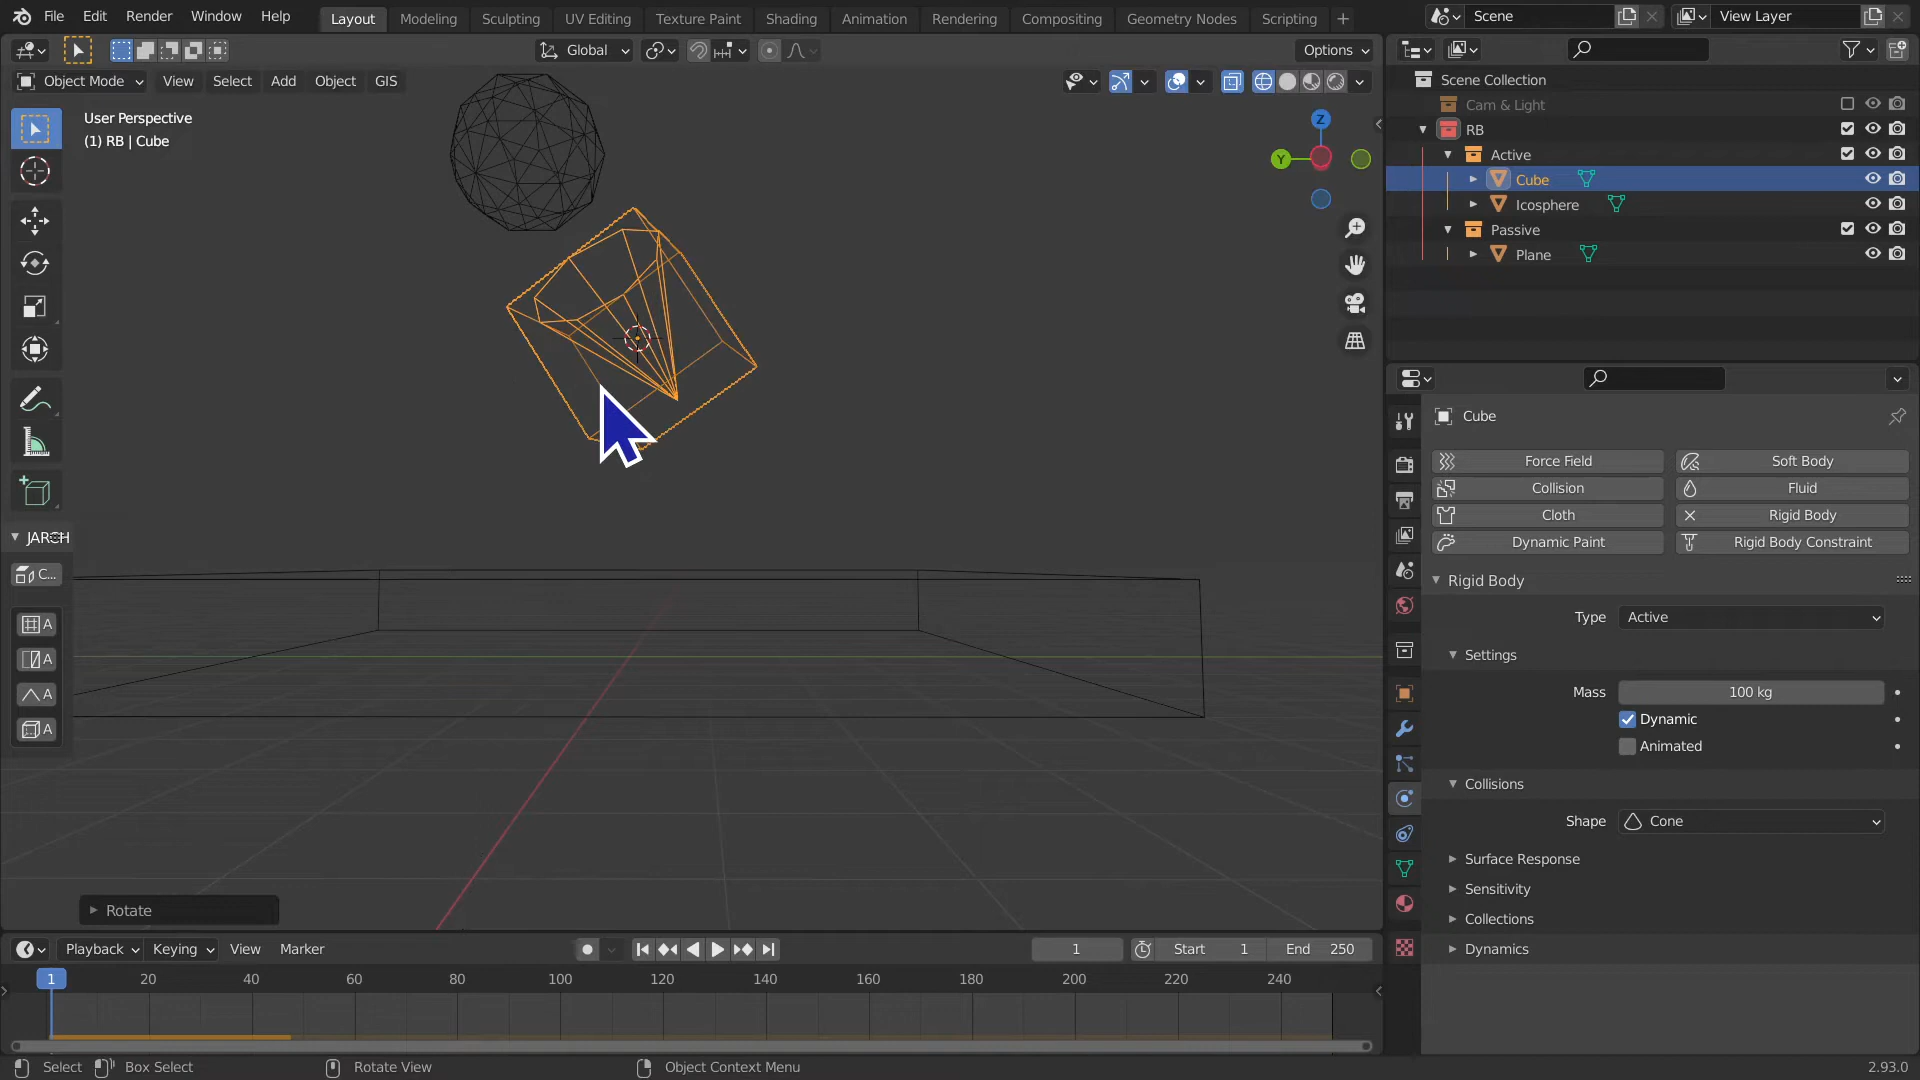 File Edit Render Window Help Layout Modeling Sculpting UV Editing Texture Paint Shading Animation Rendering Compositing Geometry Nodes Scripting Scene View Layer
Global Options
Object Mode View Select Add Object GIS
Scene Collection
Cam & Light
RB
Active
Cube
Icosphere
Passive
Plane
User Perspective
(1) RB | Cube
Z
Y
C...
A
A
A
A
Rotate
Cube
Force Field Soft Body
Collision Fluid
Cloth Rigid Body
Dynamic Paint Rigid Body Constraint
Rigid Body
Type Active
Settings
Mass 100 kg
Dynamic
Animated
Collisions
Shape Cone
Surface Response
Sensitivity
Collections
Dynamics
Playback Keying View Marker 1 Start 1 End 250
1 20 40 60 80 100 120 140 160 180 200 220 240
Select Box Select Rotate View Object Context Menu 2.93.0